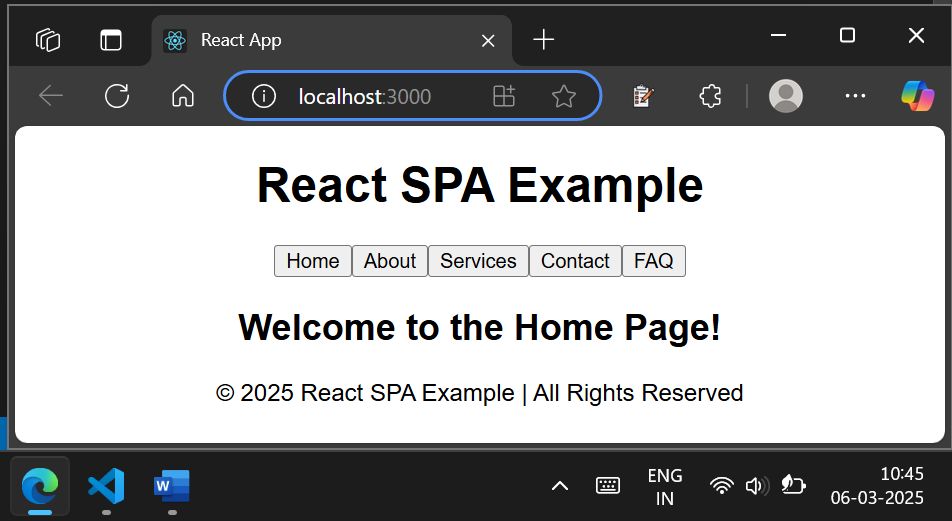 React App
localhost:3000
React SPA Example
Home About Services Contact FAQ
Welcome to the Home Page!
© 2025 React SPA Example | All Rights Reserved
W
ENG
IN
10:45
06-03-2025